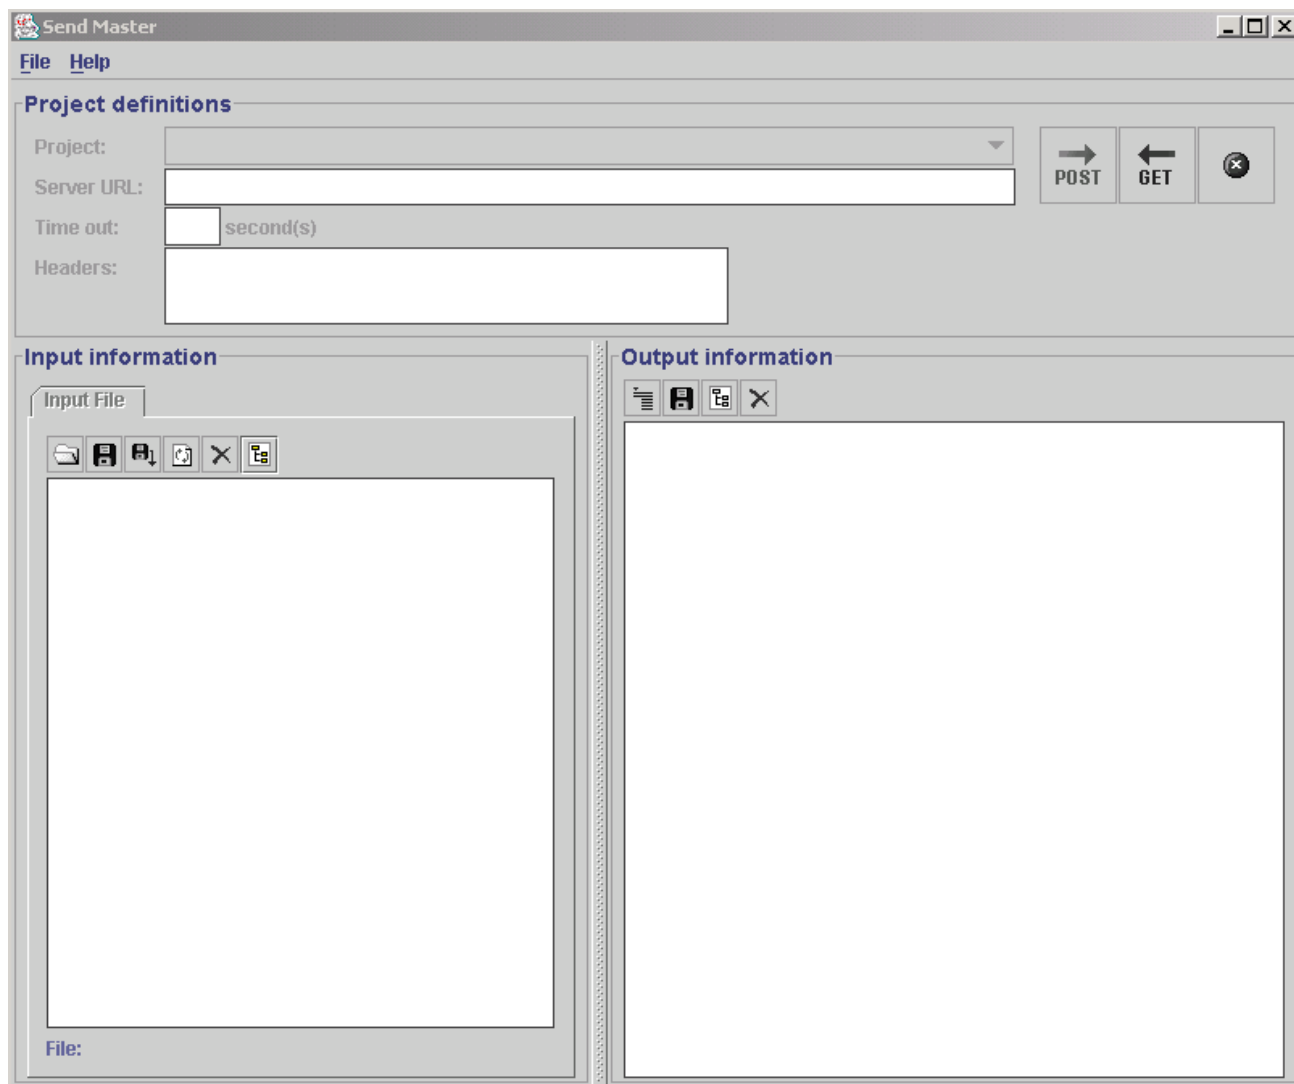 Send Master
File Help
Project definitions
Project:
Server URL:
Time out: second(s)
Headers:
POST GET
Input information
Input File
File:
Output information